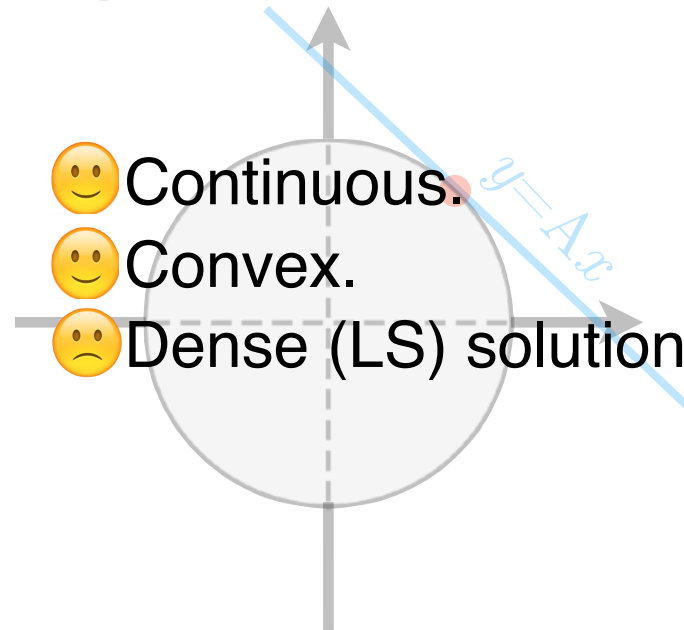 Continuous.
Convex.
Dense (LS) solution
y=Ax